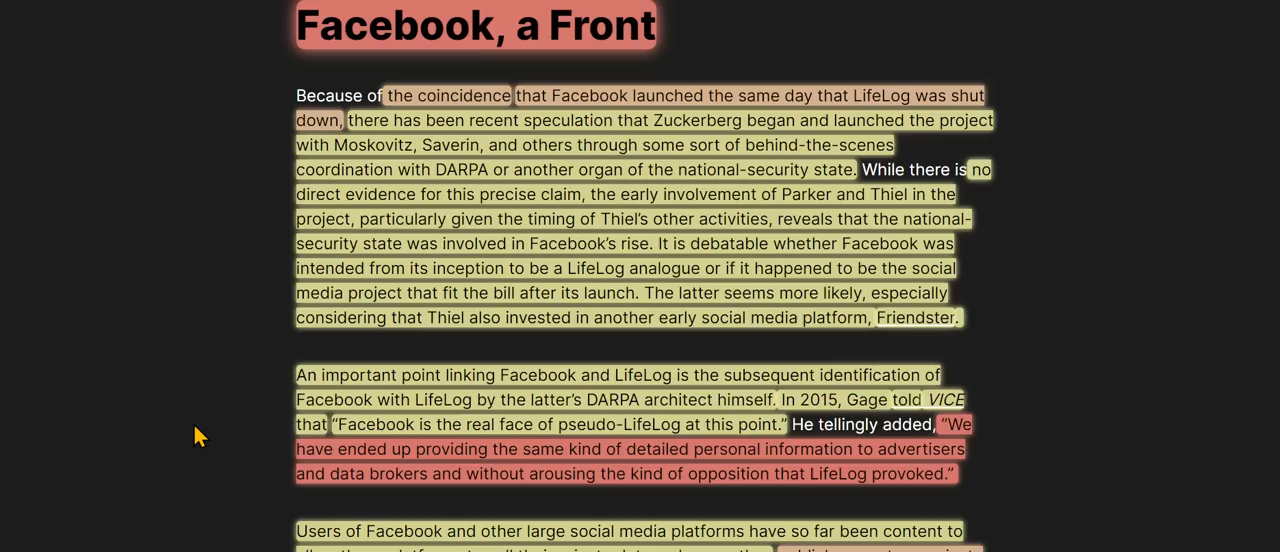 Facebook, a Front
Because of the coincidence that Facebook launched the same day that LifeLog was shut
down, there has been recent speculation that Zuckerberg began and launched the project
with Moskovitz, Saverin, and others through some sort of behind-the-scenes
coordination with DARPA or another organ of the national-security state. While there is no
direct evidence for this precise claim, the early involvement of Parker and Thiel in the
project, particularly given the timing of Thiel’s other activities, reveals that the national-
security state was involved in Facebook’s rise. It is debatable whether Facebook was
intended from its inception to be a LifeLog analogue or if it happened to be the social
media project that fit the bill after its launch. The latter seems more likely, especially
considering that Thiel also invested in another early social media platform, Friendster.
An important point linking Facebook and LifeLog is the subsequent identification of
Facebook with LifeLog by the latter’s DARPA architect himself. In 2015, Gage told VICE
that “Facebook is the real face of pseudo-LifeLog at this point.” He tellingly added, “We
have ended up providing the same kind of detailed personal information to advertisers
and data brokers and without arousing the kind of opposition that LifeLog provoked.”
Users of Facebook and other large social media platforms have so far been content to